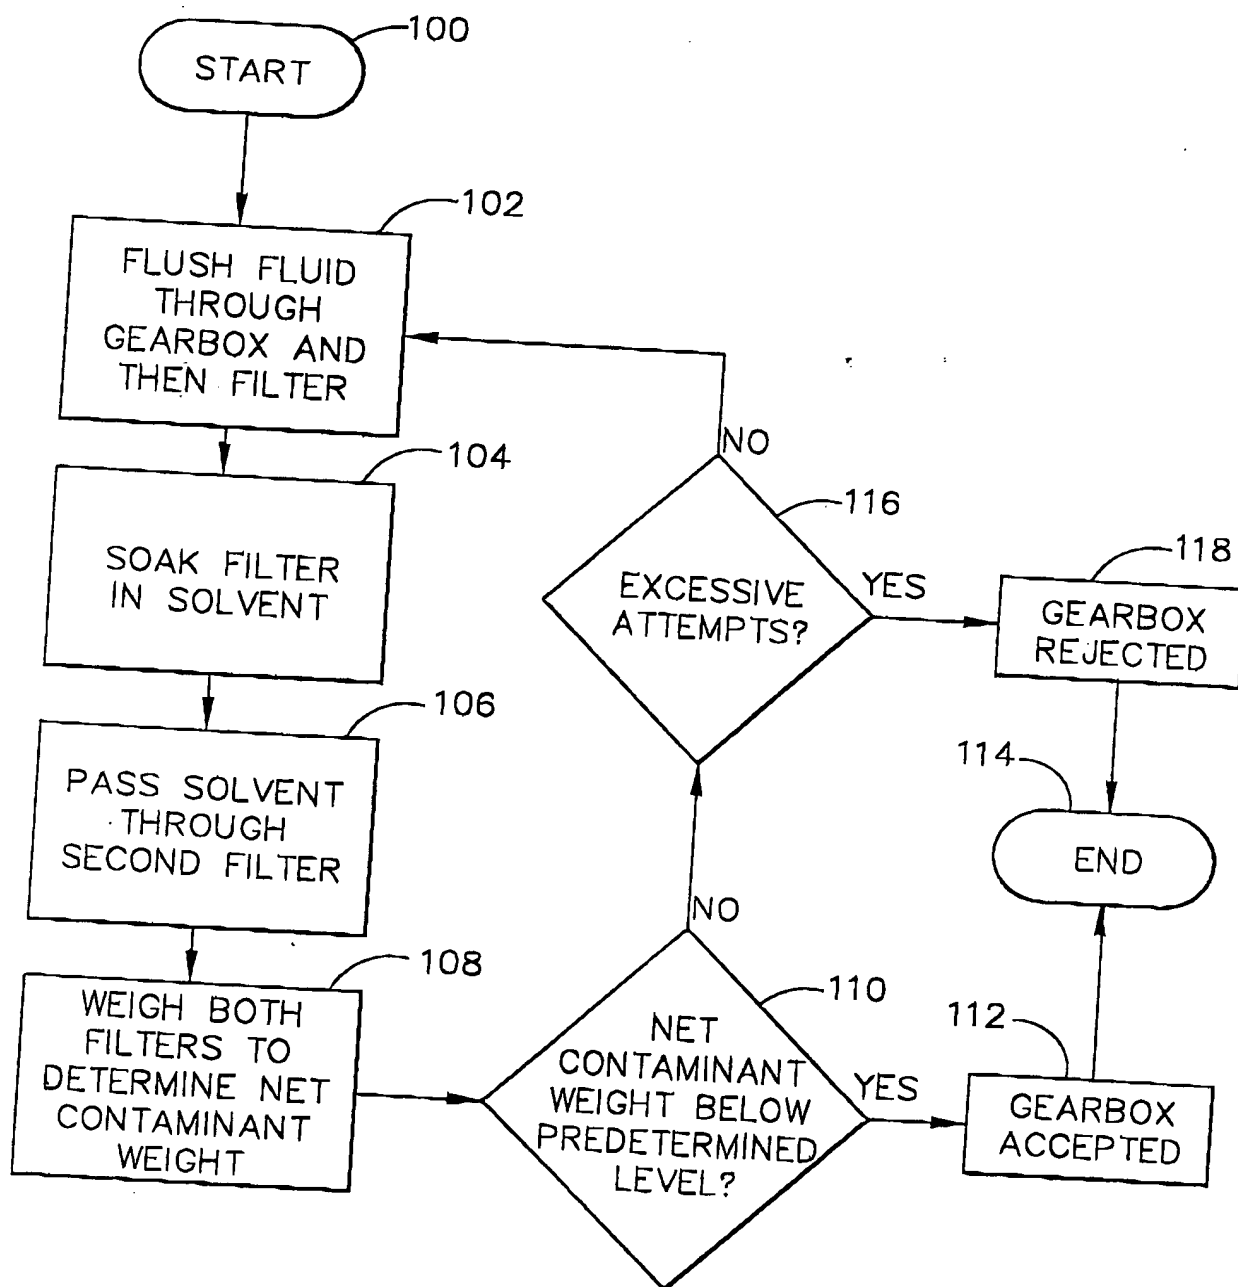 START
100
102
FLUSH FLUID
THROUGH
GEARBOX AND
THEN FILTER
104
SOAK FILTER
IN SOLVENT
106
PASS SOLVENT
THROUGH
SECOND FILTER
108
WEIGH BOTH
FILTERS TO
DETERMINE NET
CONTAMINANT
WEIGHT
110
NET
CONTAMINANT
WEIGHT BELOW
PREDETERMINED
LEVEL?
NO
YES
116
EXCESSIVE
ATTEMPTS?
NO
YES
118
GEARBOX
REJECTED
114
END
112
GEARBOX
ACCEPTED